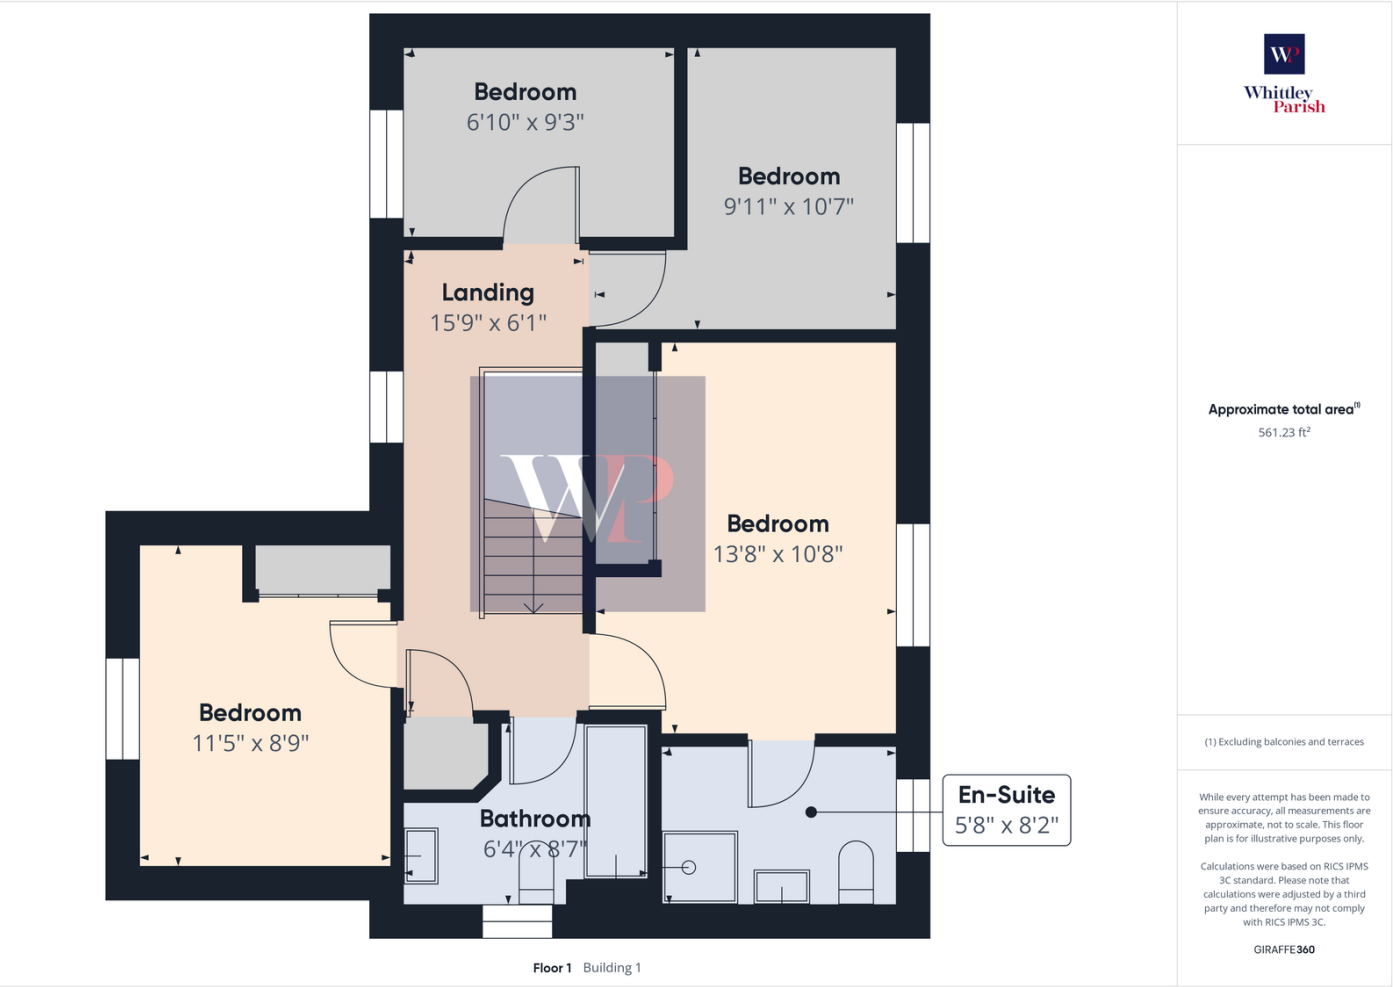 Bedroom
6'10" x 9'3"
Bedroom
9'11" x 10'7"
Landing
15'9" x 6'1"
WP
Bedroom
13'8" x 10'8"
Bedroom
11'5" x 8'9"
Bathroom
6'4" x 8'7"
En-Suite
5'8" x 8'2"
Floor 1 Building 1
WP
Whittley
Parish
Approximate total area(1)
561.23 ft²
(1) Excluding balconies and terraces
While every attempt has been made to
ensure accuracy, all measurements are
approximate, not to scale. This floor
plan is for illustrative purposes only.
Calculations were based on RICS IPMS
3C standard. Please note that
calculations were adjusted by a third
party and therefore may not comply
with RICS IPMS 3C.
GIRAFFE360